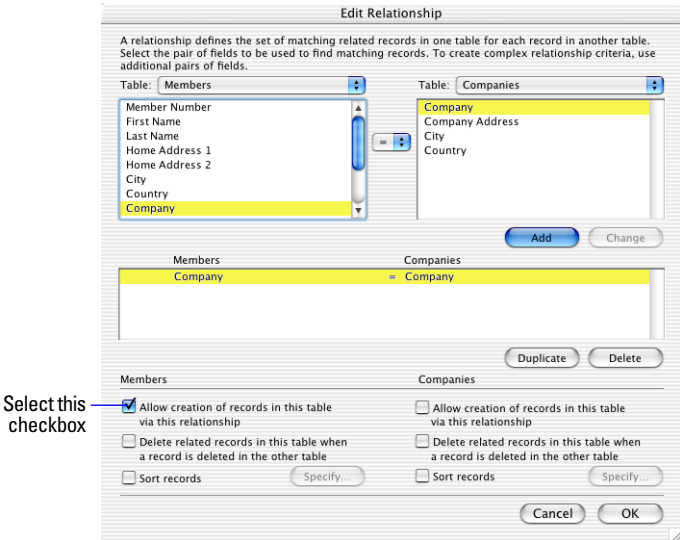 Edit Relationship
A relationship defines the set of matching related records in one table for each record in another table.
Select the pair of fields to be used to find matching records. To create complex relationship criteria, use
additional pairs of fields.
Table: Members
Table: Companies
Member Number
First Name
Last Name
Home Address 1
Home Address 2
City
Country
Company
=
Company
Company Address
City
Country
Add
Change
Members
Companies
Company = Company
Duplicate
Delete
Members
Companies
Select this
checkbox
Allow creation of records in this table
via this relationship
Delete related records in this table when
a record is deleted in the other table
Sort records
Specify...
Allow creation of records in this table
via this relationship
Delete related records in this table when
a record is deleted in the other table
Sort records
Specify...
Cancel
OK